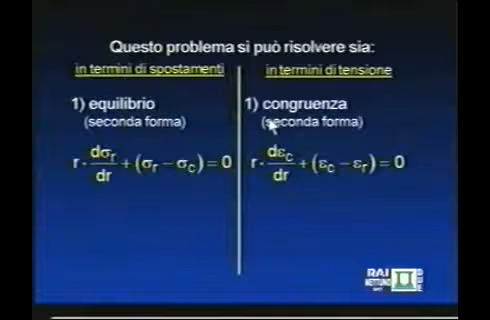 Questo problema si può risolvere sia:
in termini di spostamenti
1) equilibrio
(seconda forma)
r · dσr/dr + (σr − σc) = 0
in termini di tensione
1) congruenza
(seconda forma)
r · dεc/dr + (εc − εr) = 0
RAI
NETTUNO